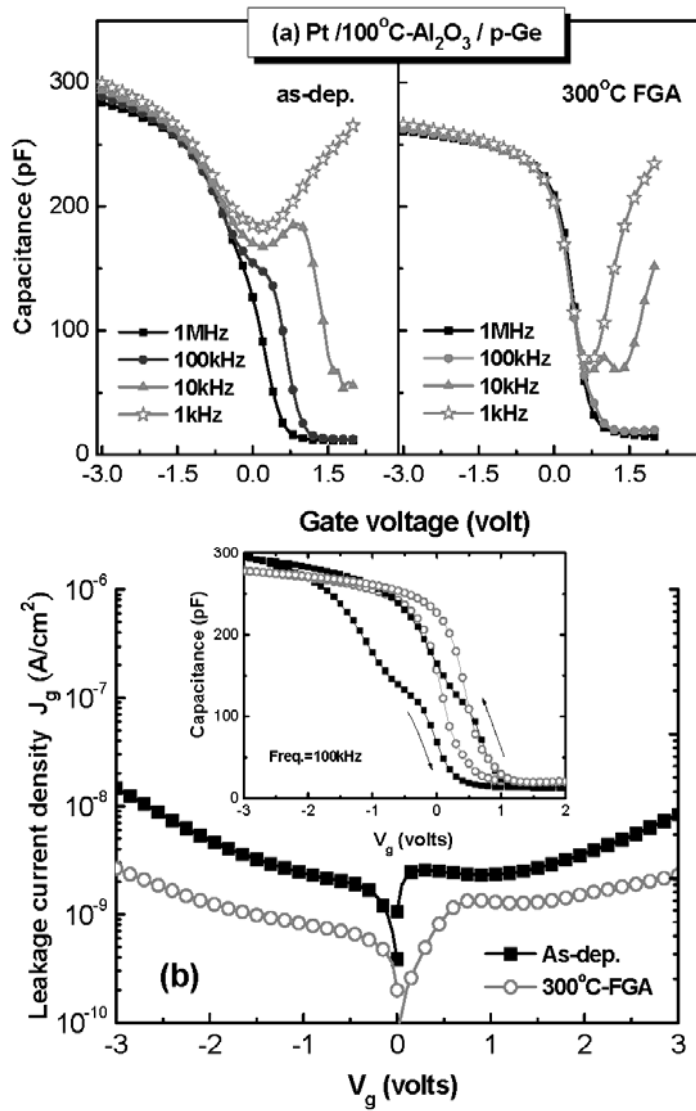 (a) Pt /100°C-Al₂O₃ / p-Ge
as-dep.
300°C FGA
Capacitance (pF)
300
200
100
0
1MHz
100kHz
10kHz
1kHz
1MHz
100kHz
10kHz
1kHz
-3.0 -1.5 0.0 1.5
-3.0 -1.5 0.0 1.5
Gate voltage (volt)
Leakage current density J_g (A/cm²)
10⁻⁶
10⁻⁷
10⁻⁸
10⁻⁹
10⁻¹⁰
Capacitance (pF)
300
200
100
0
Freq.=100kHz
-3 -2 -1 0 1 2
V_g (volts)
(b)
As-dep.
300°C-FGA
-3 -2 -1 0 1 2 3
V_g (volts)